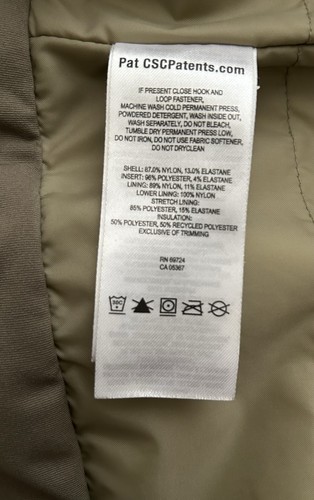 Pat CSCPatents.com
IF PRESENT CLOSE HOOK AND
LOOP FASTENER,
MACHINE WASH COLD PERMANENT PRESS,
POWDERED DETERGENT, WASH INSIDE OUT,
WASH SEPARATELY, DO NOT BLEACH,
TUMBLE DRY PERMANENT PRESS LOW,
DO NOT IRON, DO NOT USE FABRIC SOFTENER,
DO NOT DRYCLEAN
SHELL: 87.0% NYLON, 13.0% ELASTANE
INSERT: 96% POLYESTER, 4% ELASTANE
LINING: 89% NYLON, 11% ELASTANE
LOWER LINING: 100% NYLON
STRETCH LINING:
85% POLYESTER, 15% ELASTANE
INSULATION:
50% POLYESTER, 50% RECYCLED POLYESTER
EXCLUSIVE OF TRIMMING
RN 69724
CA 05367
30C